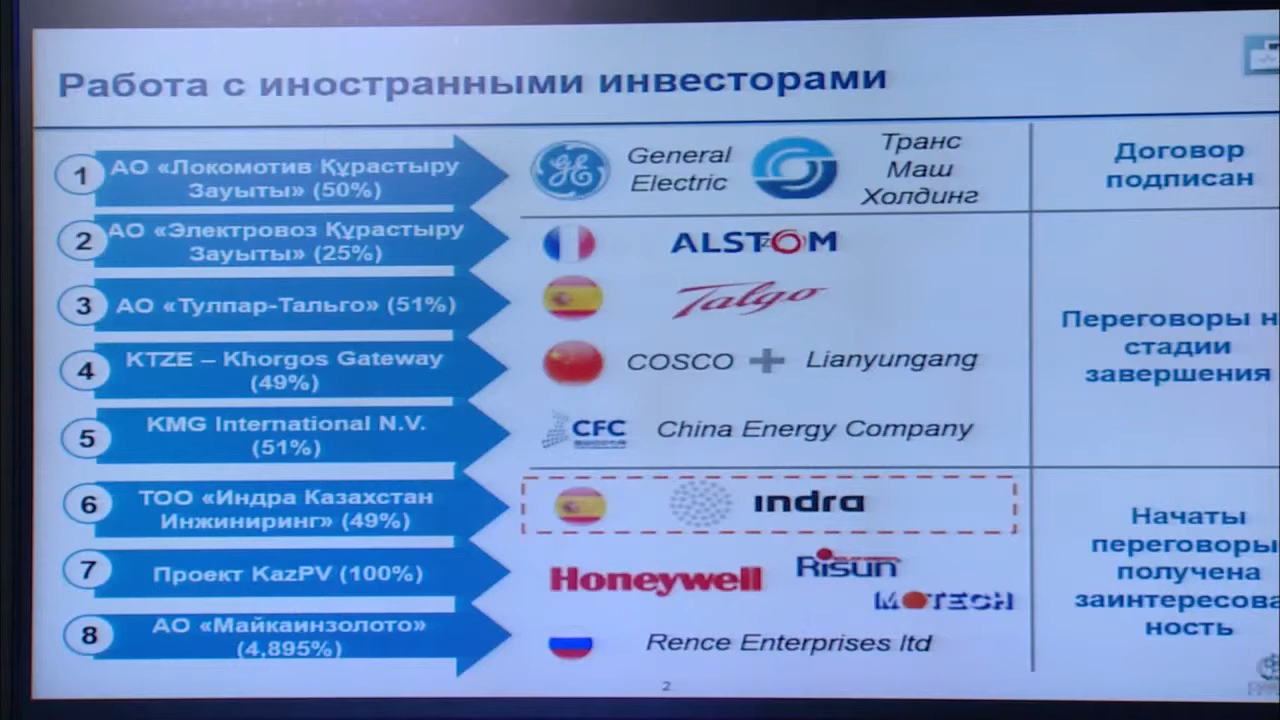 Работа с иностранными инвесторами
1
АО «Локомотив Құрастыру
Зауыты» (50%)
GE
General
Electric
Транс
Маш
Холдинг
Договор
подписан
2
АО «Электровоз Құрастыру
Зауыты» (25%)
ALSTOM
3
АО «Тулпар-Тальго» (51%)
Talgo
4
KTZE – Khorgos Gateway
(49%)
COSCO + Lianyungang
Переговоры н
стадии
завершения
5
KMG International N.V.
(51%)
CFC
China Energy Company
6
ТОО «Индра Казахстан
Инжиниринг» (49%)
indra
7
Проект KazPV (100%)
Honeywell
Risun
MOTECH
8
АО «Майкаинзолото»
(4,895%)
Rence Enterprises ltd
Начаты
переговоры
получена
заинтересова
ность
2